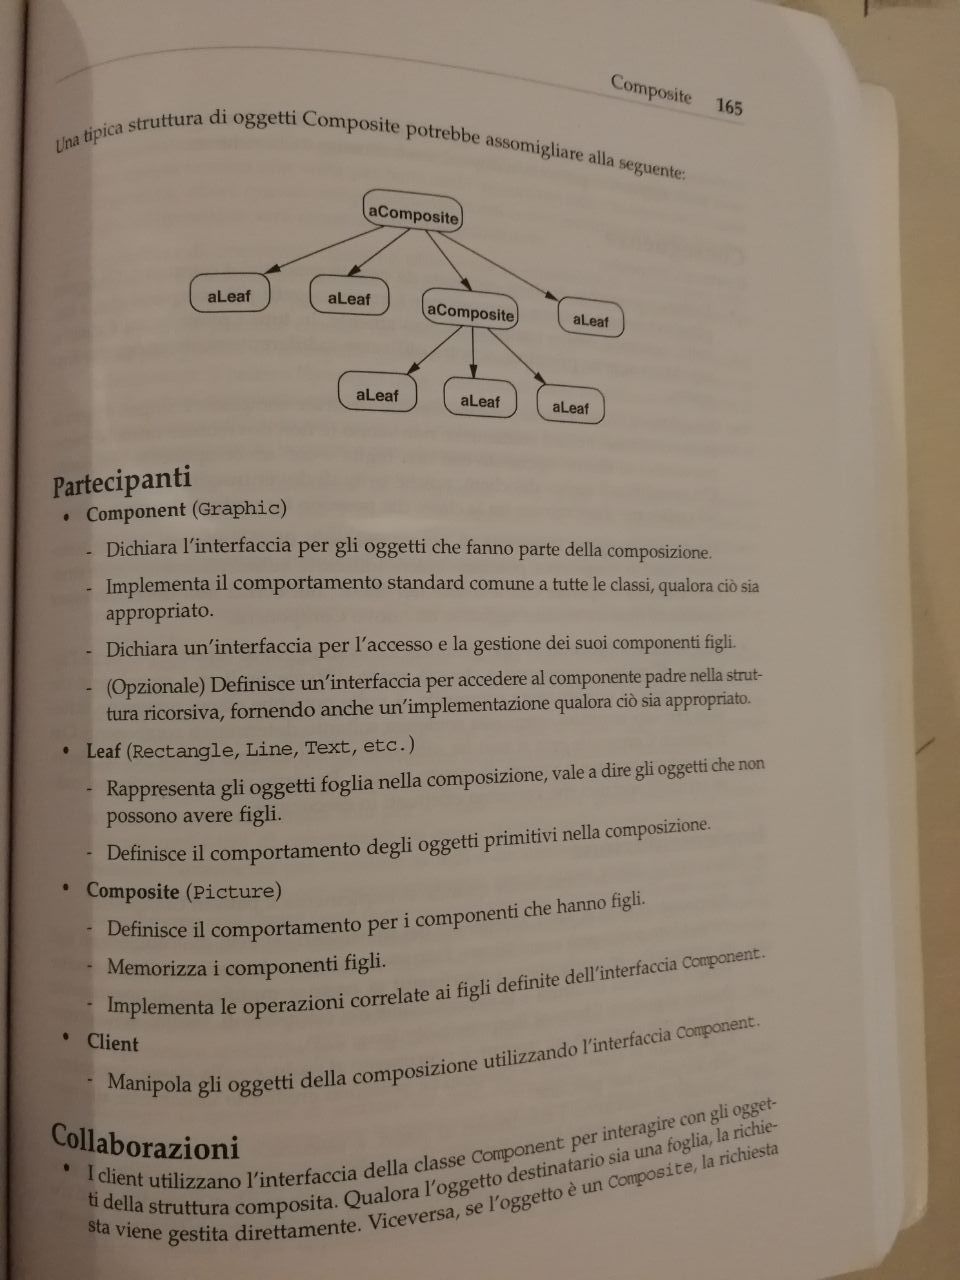 Composite 165
Una tipica struttura di oggetti Composite potrebbe assomigliare alla seguente:
aComposite
aLeaf aLeaf aComposite aLeaf
aLeaf aLeaf aLeaf
Partecipanti
• Component (Graphic)
- Dichiara l'interfaccia per gli oggetti che fanno parte della composizione.
- Implementa il comportamento standard comune a tutte le classi, qualora ciò sia
appropriato.
- Dichiara un'interfaccia per l'accesso e la gestione dei suoi componenti figli.
- (Opzionale) Definisce un'interfaccia per accedere al componente padre nella strut-
tura ricorsiva, fornendo anche un'implementazione qualora ciò sia appropriato.
• Leaf (Rectangle, Line, Text, etc.)
- Rappresenta gli oggetti foglia nella composizione, vale a dire gli oggetti che non
possono avere figli.
- Definisce il comportamento degli oggetti primitivi nella composizione.
• Composite (Picture)
- Definisce il comportamento per i componenti che hanno figli.
- Memorizza i componenti figli.
- Implementa le operazioni correlate ai figli definite dell'interfaccia Component.
• Client
- Manipola gli oggetti della composizione utilizzando l'interfaccia Component.
Collaborazioni
• I client utilizzano l'interfaccia della classe Component per interagire con gli ogget-
ti della struttura composita. Qualora l'oggetto destinatario sia una foglia, la richie-
sta viene gestita direttamente. Viceversa, se l'oggetto è un Composite, la richiesta